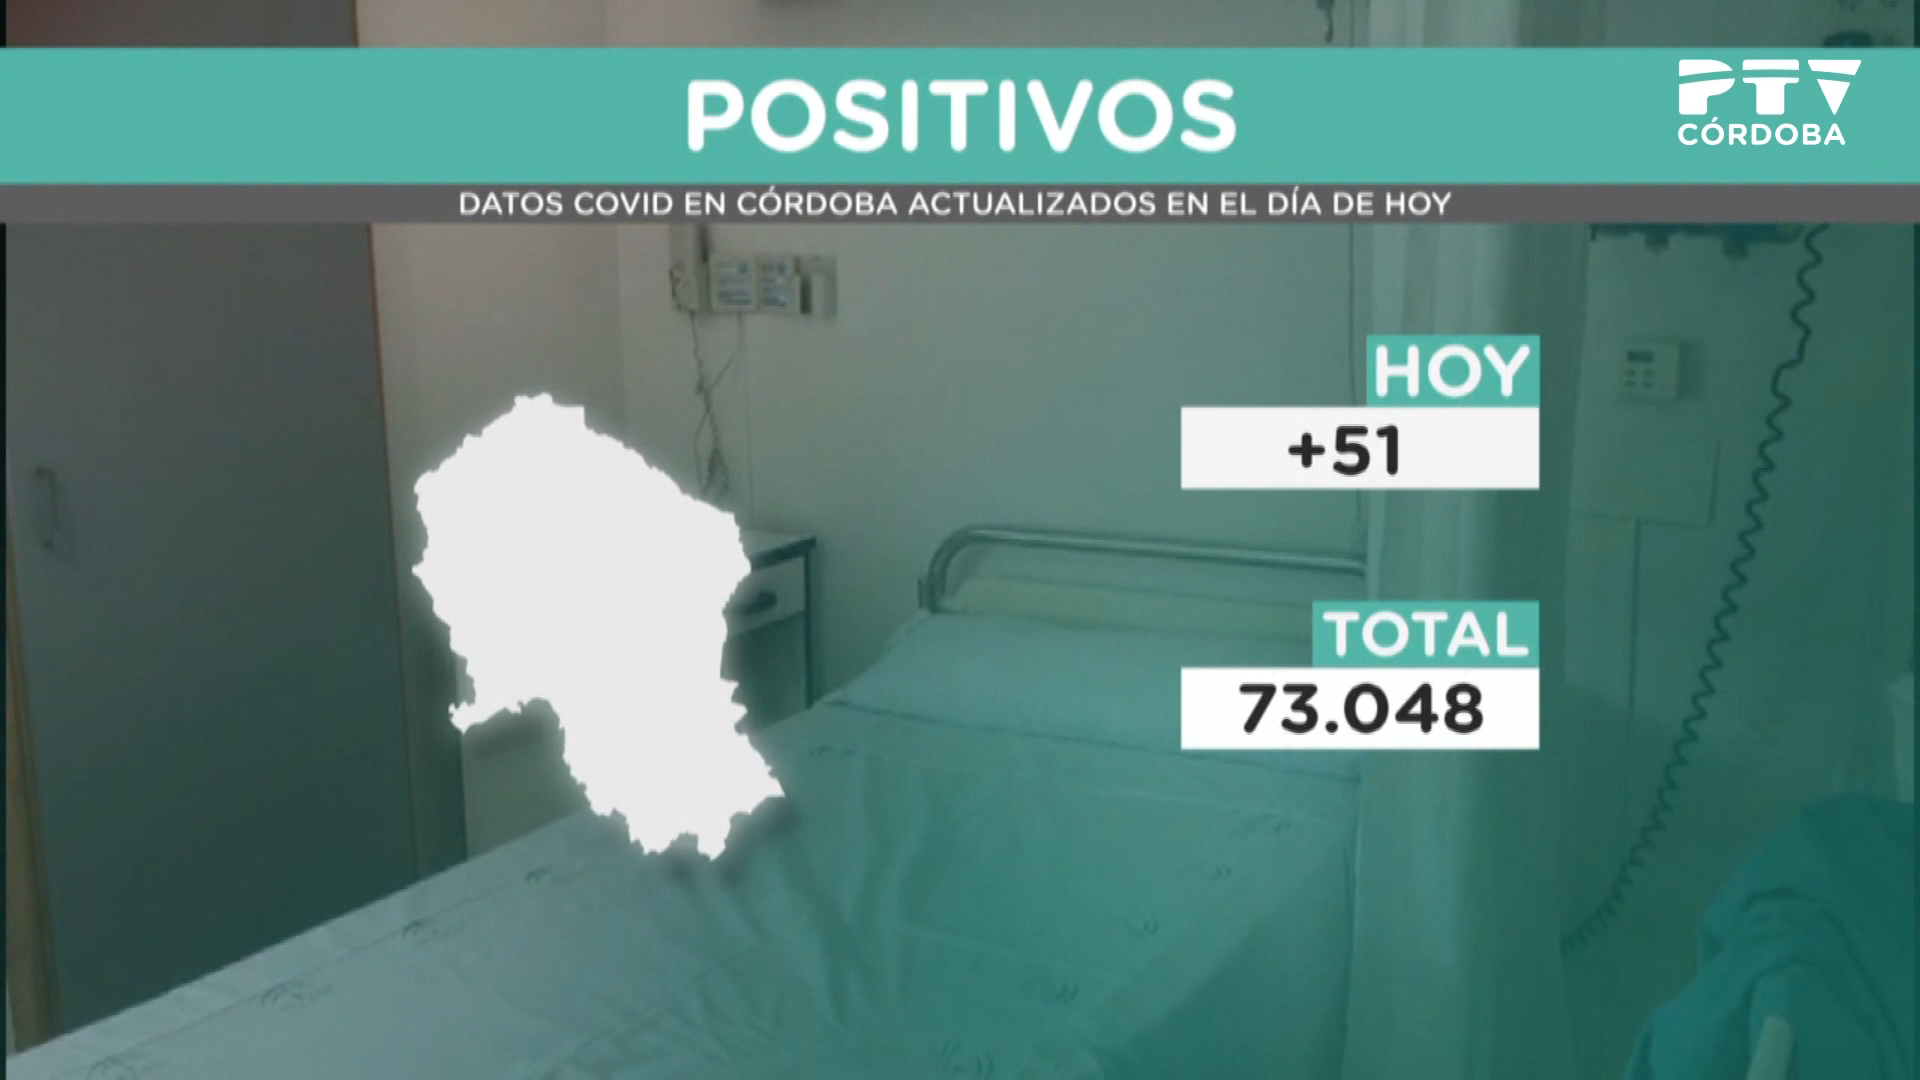 POSITIVOS
PTV
CÓRDOBA
DATOS COVID EN CÓRDOBA ACTUALIZADOS EN EL DÍA DE HOY
HOY
+51
TOTAL
73.048